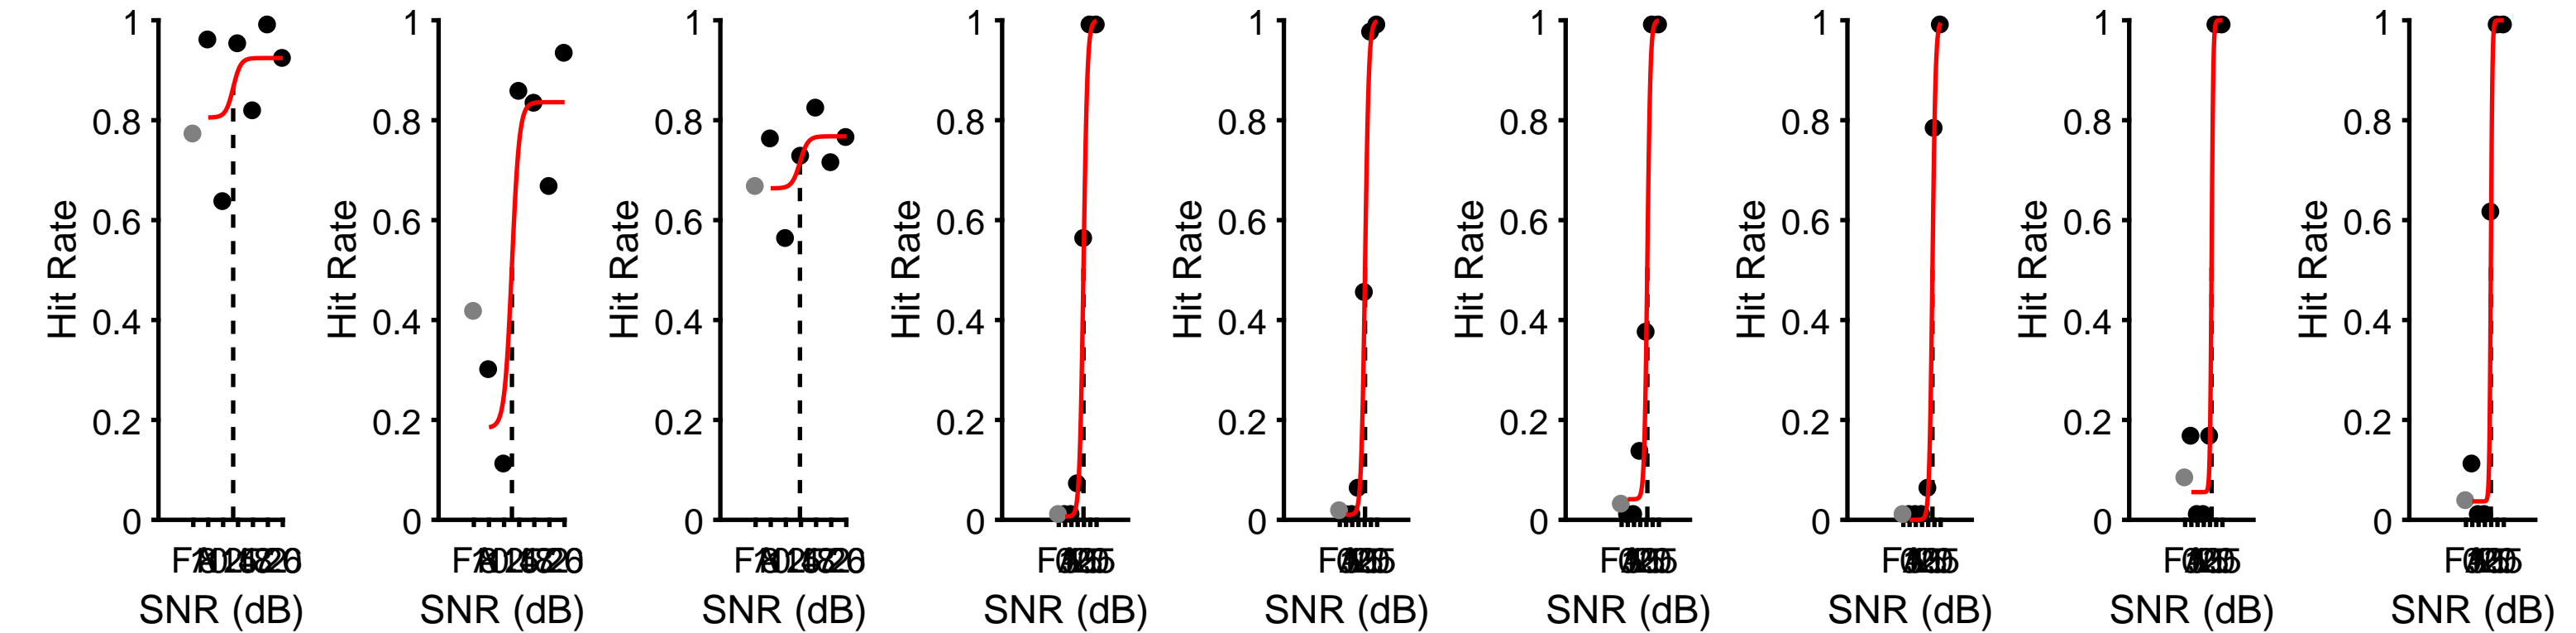 1 1 1 1 1 1 1 1 1
0.8 0.8 0.8 0.8 0.8 0.8 0.8 0.8 0.8
0.6 0.6 0.6 0.6 0.6 0.6 0.6 0.6 0.6
Hit Rate Hit Rate Hit Rate Hit Rate Hit Rate Hit Rate Hit Rate Hit Rate Hit Rate
0.4 0.4 0.4 0.4 0.4 0.4 0.4 0.4 0.4
0.2 0.2 0.2 0.2 0.2 0.2 0.2 0.2 0.2
0 0 0 0 0 0 0 0 0
SNR (dB) SNR (dB) SNR (dB) SNR (dB) SNR (dB) SNR (dB) SNR (dB) SNR (dB) SNR (dB)